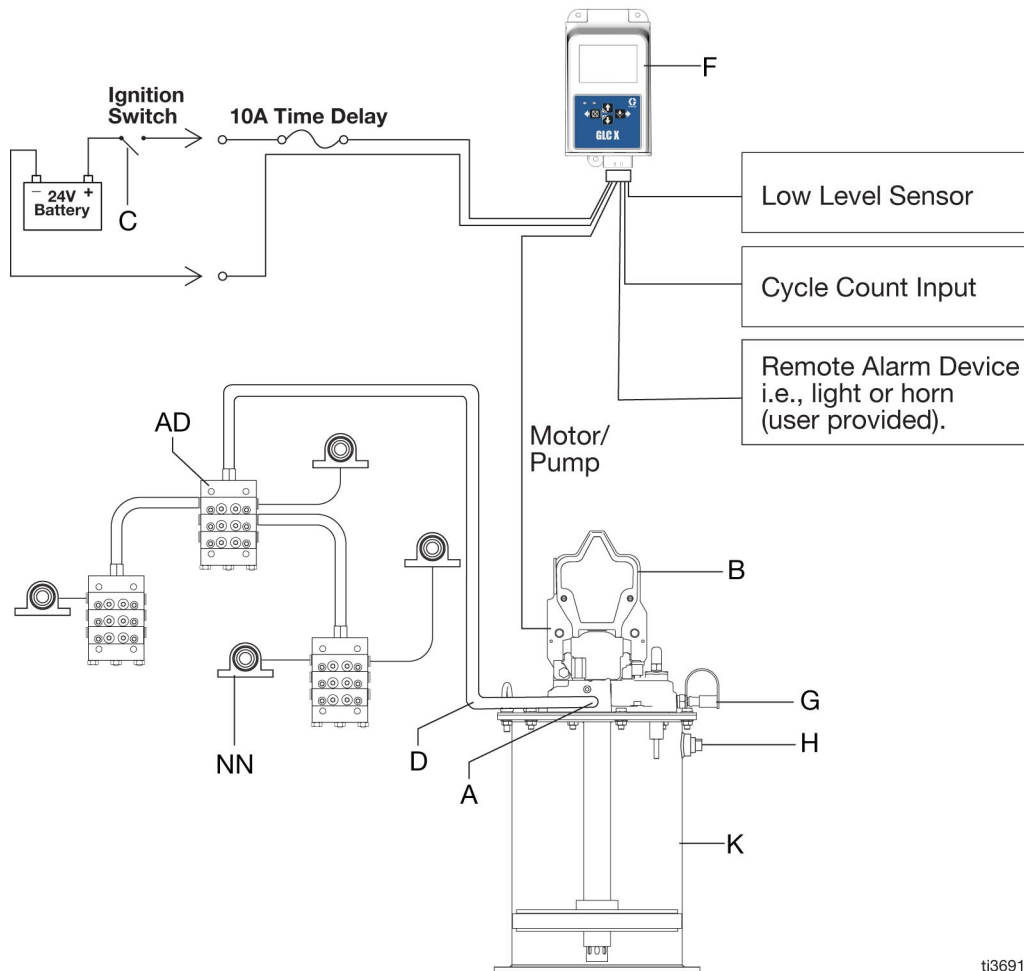 F
Ignition
Switch
10A Time Delay
GLC X
− 24V +
Battery
C
Low Level Sensor
Cycle Count Input
Remote Alarm Device
i.e., light or horn
(user provided).
AD
Motor/
Pump
B
G
H
NN
D
A
K
ti3691